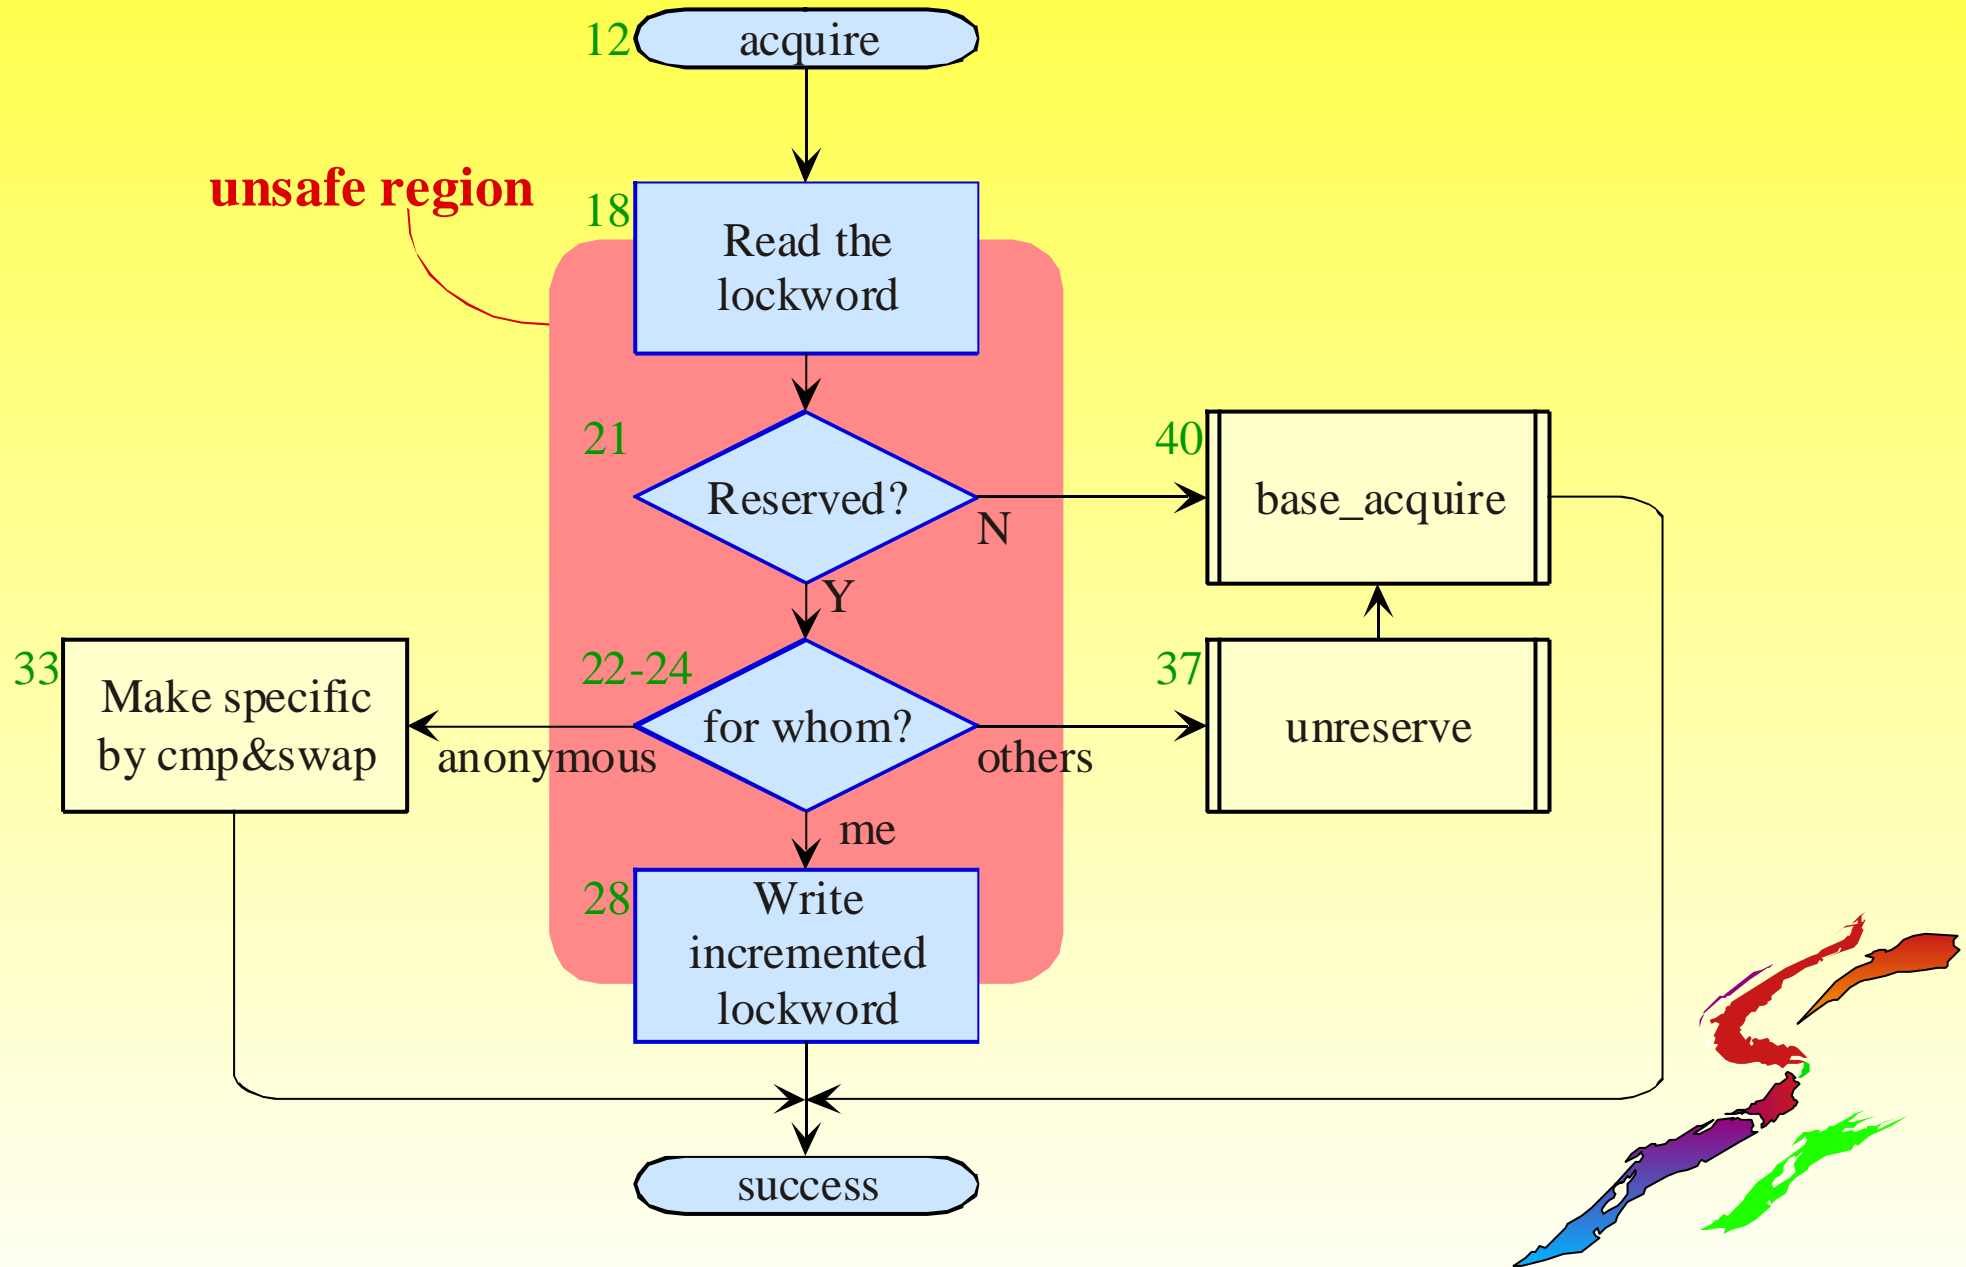 12
acquire
unsafe region
18
Read the
lockword
21
Reserved?
N
40
base_acquire
Y
33
Make specific
by cmp&swap
anonymous
22-24
for whom?
others
37
unreserve
me
28
Write
incremented
lockword
success